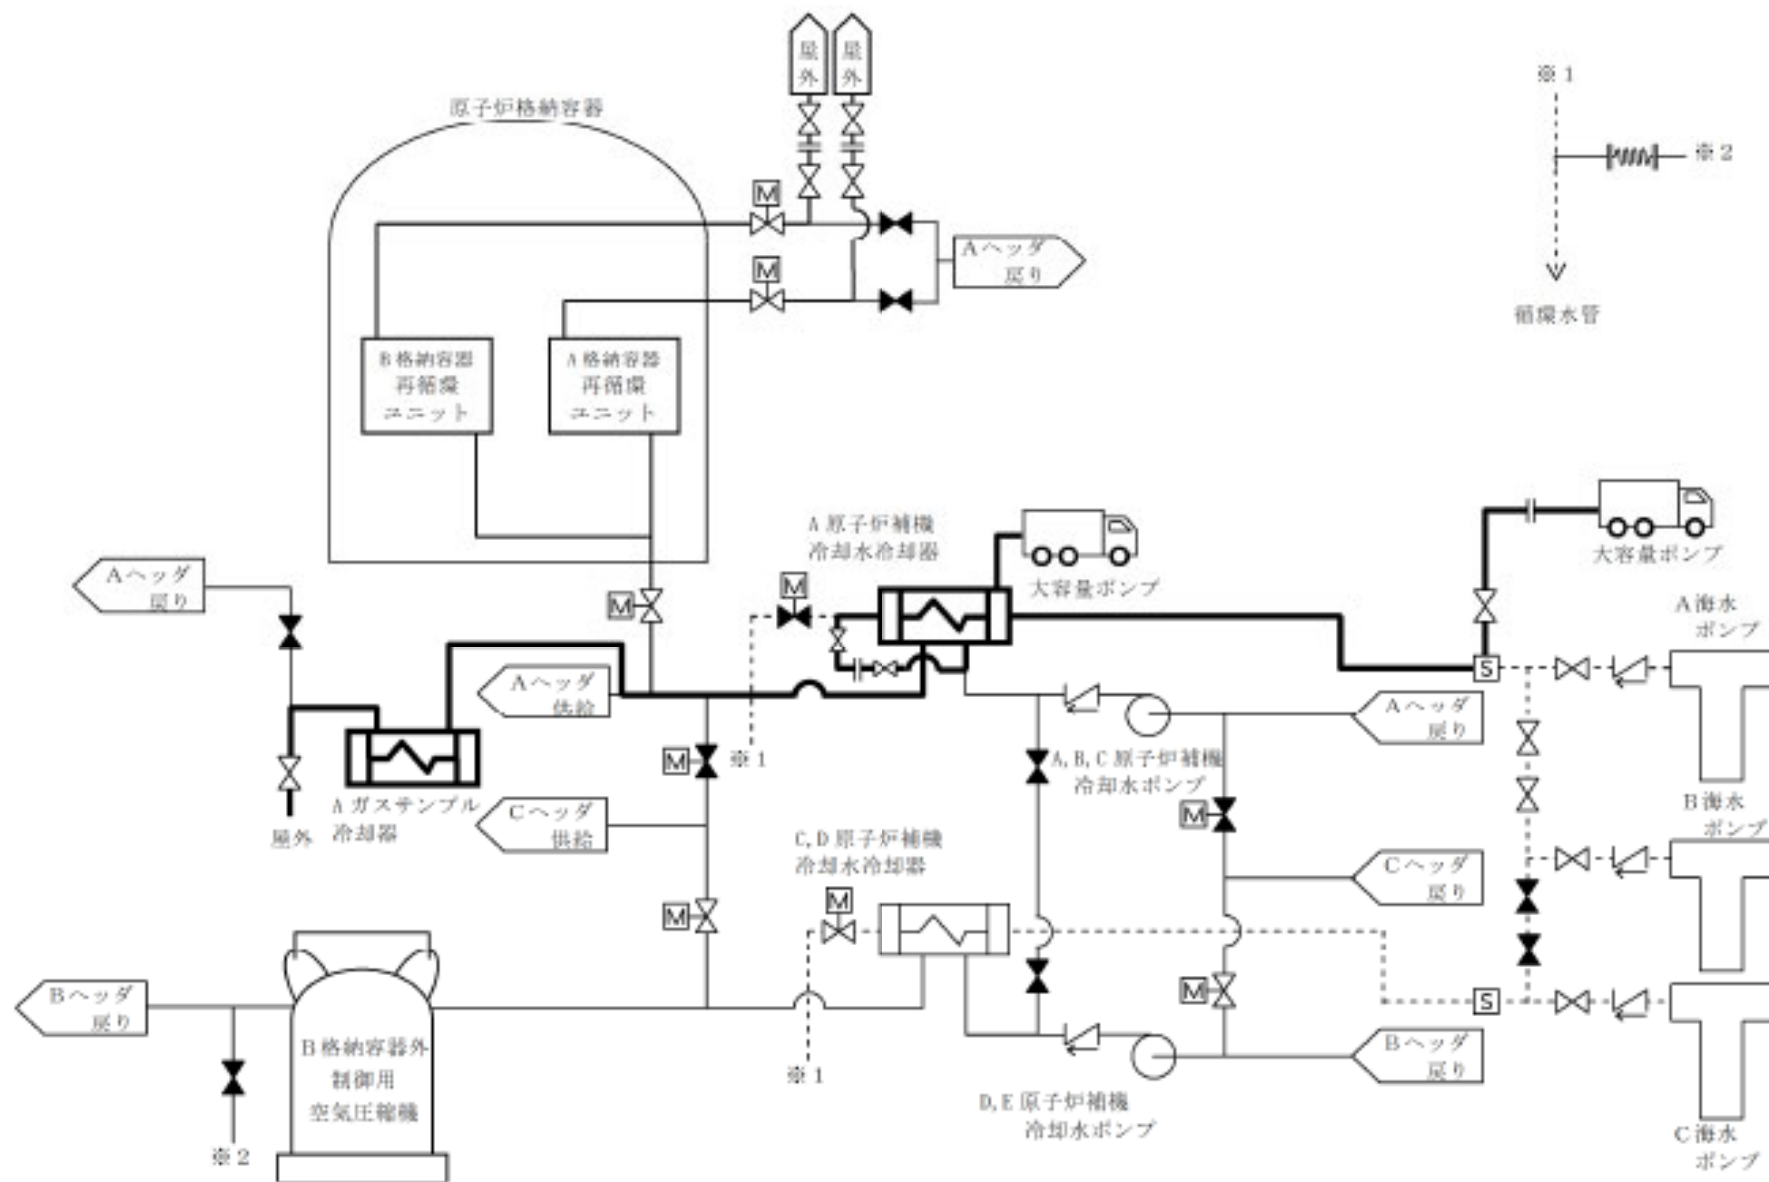 屋外
屋外
※1
原子炉格納容器
※2
M
Aヘッダ
戻り
M
循環水管
B格納容器
再循環
ユニット
A格納容器
再循環
ユニット
A原子炉補機
冷却水冷却器
大容量ポンプ
大容量ポンプ
Aヘッダ
戻り
M
M
A海水
ポンプ
S
Aヘッダ
供給
Aヘッダ
戻り
M
※1
A,B,C原子炉補機
冷却水ポンプ
B海水
ポンプ
Aガスサンプル
冷却器
屋外
Cヘッダ
供給
M
C,D原子炉補機
冷却水冷却器
Cヘッダ
戻り
M
M
M
S
Bヘッダ
戻り
B格納容器外
制御用
空気圧縮機
※1
Bヘッダ
戻り
D,E原子炉補機
冷却水ポンプ
※2
C海水
ポンプ